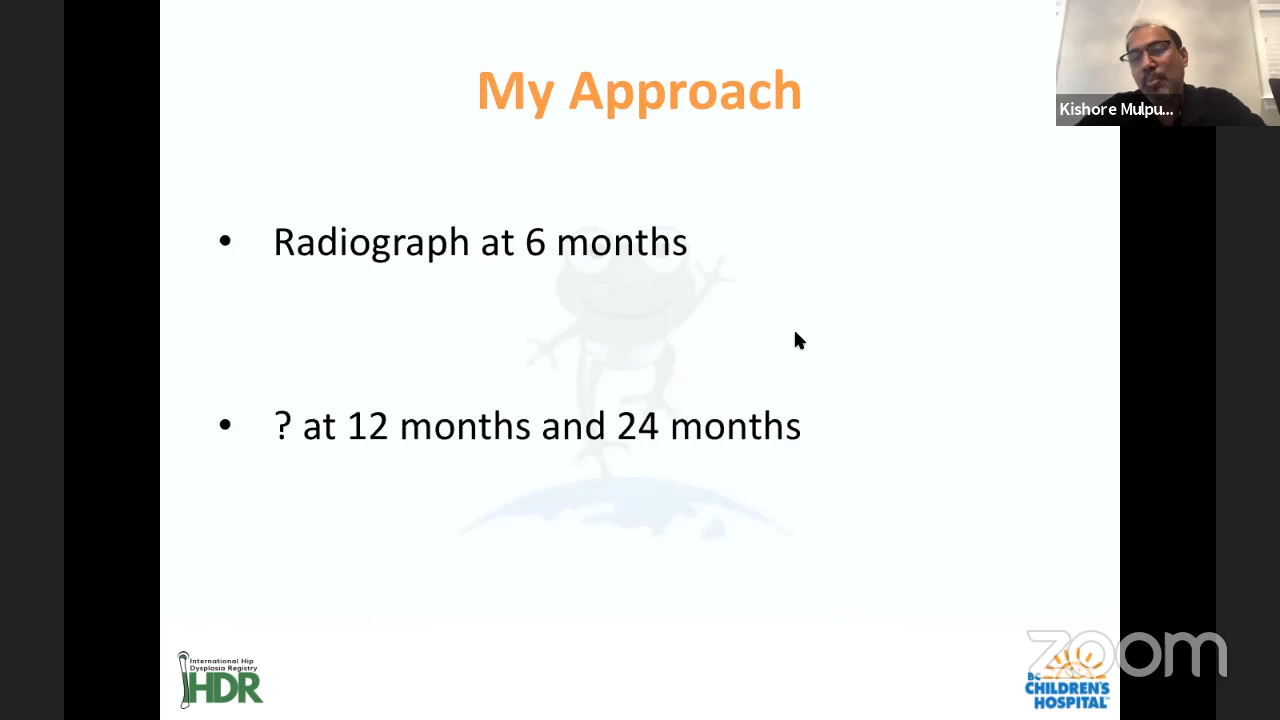 My Approach
Kishore Mulpu...
• Radiograph at 6 months
• ? at 12 months and 24 months
International Hip
Dysplasia Registry
IHDR
zoom
BC
CHILDREN'S
HOSPITAL